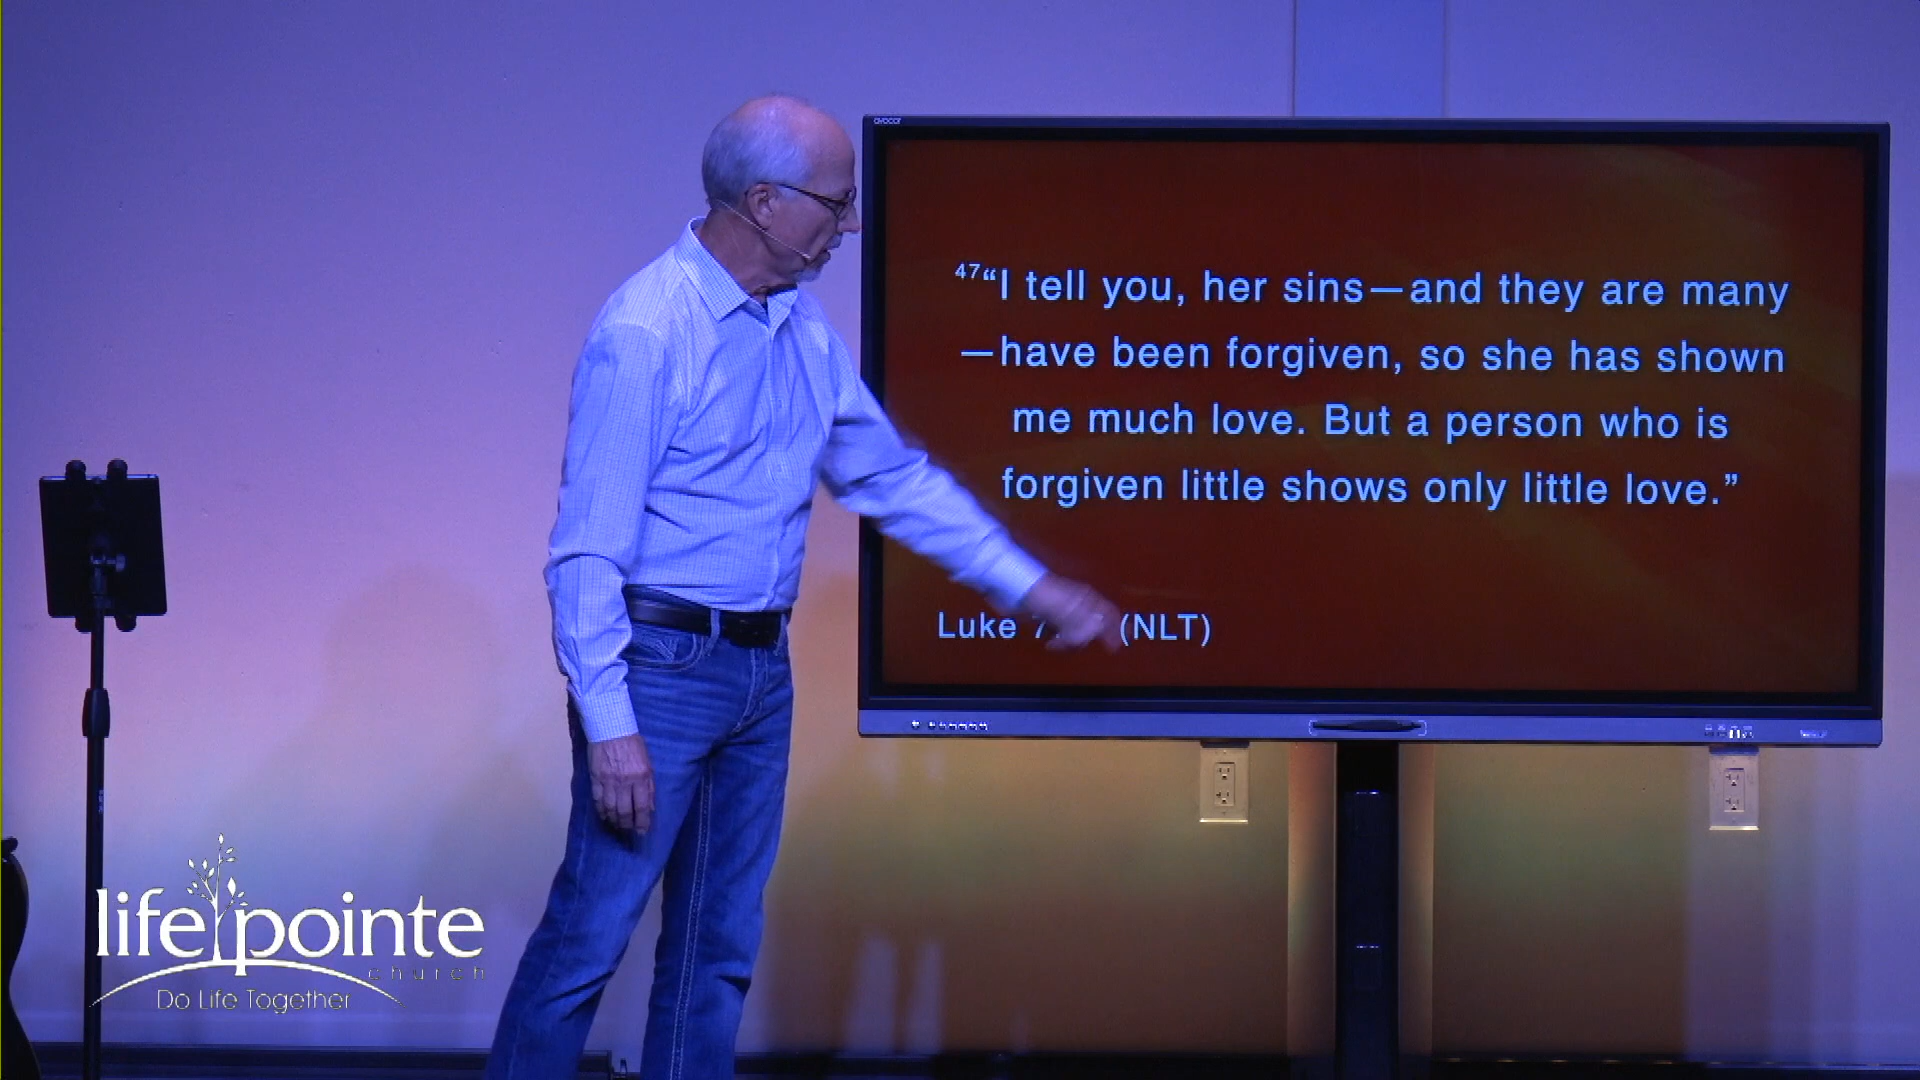 avocor
47“I tell you, her sins—and they are many
—have been forgiven, so she has shown
me much love. But a person who is
forgiven little shows only little love.”
Luke (NLT)
life pointe
church
Do Life Together